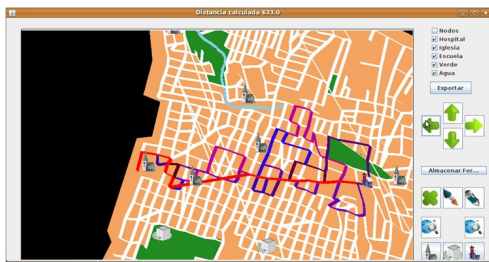 Distancia calculada 633.0
Nodos
Hospital
Iglesia
Escuela
Verde
Agua
Exportar
Almacenar Fer...